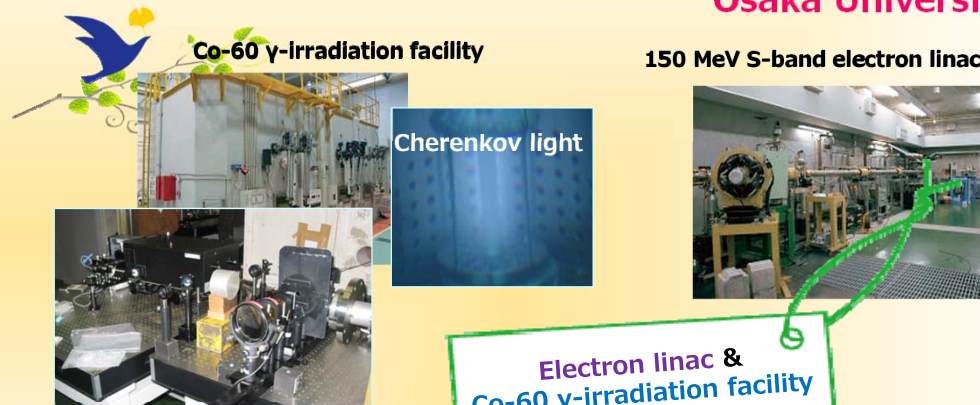 Osaka Universi
Co-60 γ-irradiation facility
150 MeV S-band electron linac
Cherenkov light
Electron linac &
Co-60 γ-irradiation facility